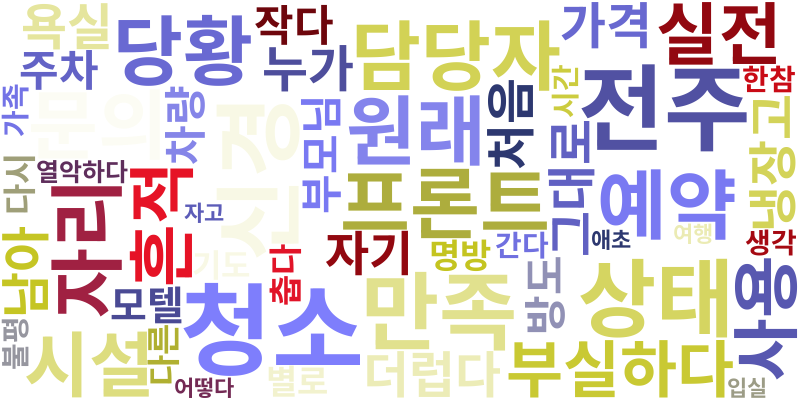 욕실
당황
작다
담당자
가격
실전
주차
누가
전주
한참
가족
차량
부모님
원래
처음
시간
냉장고
신경
다시
열악하다
자리
흔적
자고
프론트
그대로
예약
여행
애초
생각
남아
기도
춥다
자기
명방
간다
방도
모텔
청소
만족
상태
사용
불평
시설
다른
별로
더럽다
부실하다
어떻다
입실